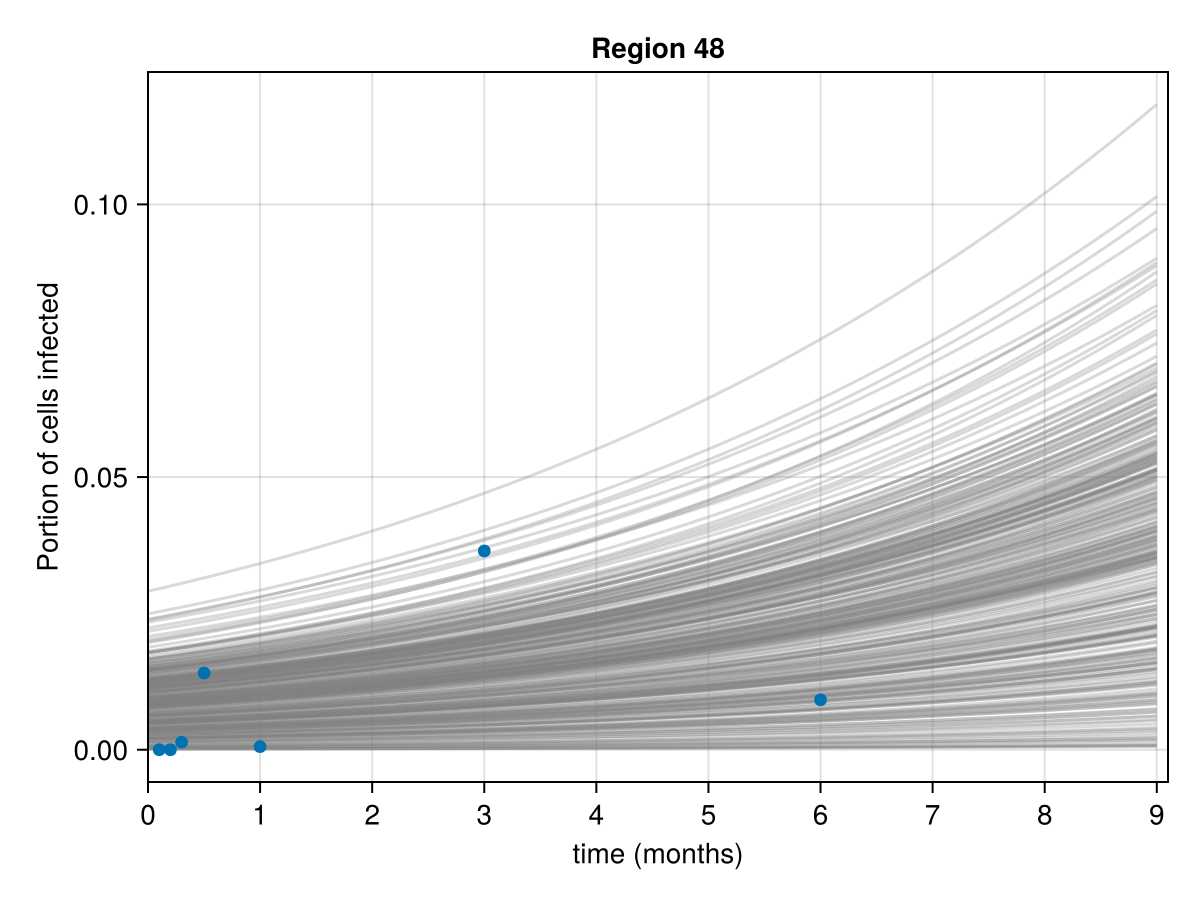 Region 48
Portion of cells infected
0.10
0.05
0.00
0 1 2 3 4 5 6 7 8 9
time (months)